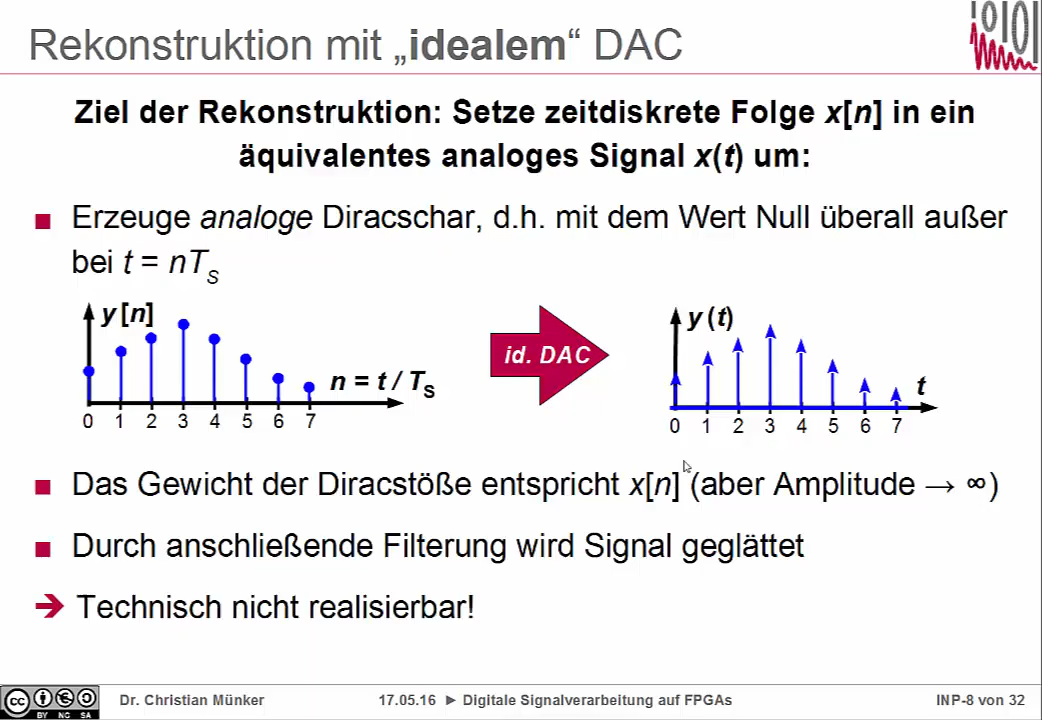 Rekonstruktion mit „idealem“ DAC
Ziel der Rekonstruktion: Setze zeitdiskrete Folge x[n] in ein
äquivalentes analoges Signal x(t) um:
Erzeuge analoge Diracschar, d.h. mit dem Wert Null überall außer
bei t = nTS
y [n]
n = t / TS
0 1 2 3 4 5 6 7
id. DAC
y (t)
t
0 1 2 3 4 5 6 7
Das Gewicht der Diracstöße entspricht x[n] (aber Amplitude → ∞)
Durch anschließende Filterung wird Signal geglättet
➔ Technisch nicht realisierbar!
cc BY NC SA
Dr. Christian Münker
17.05.16 ► Digitale Signalverarbeitung auf FPGAs
INP-8 von 32